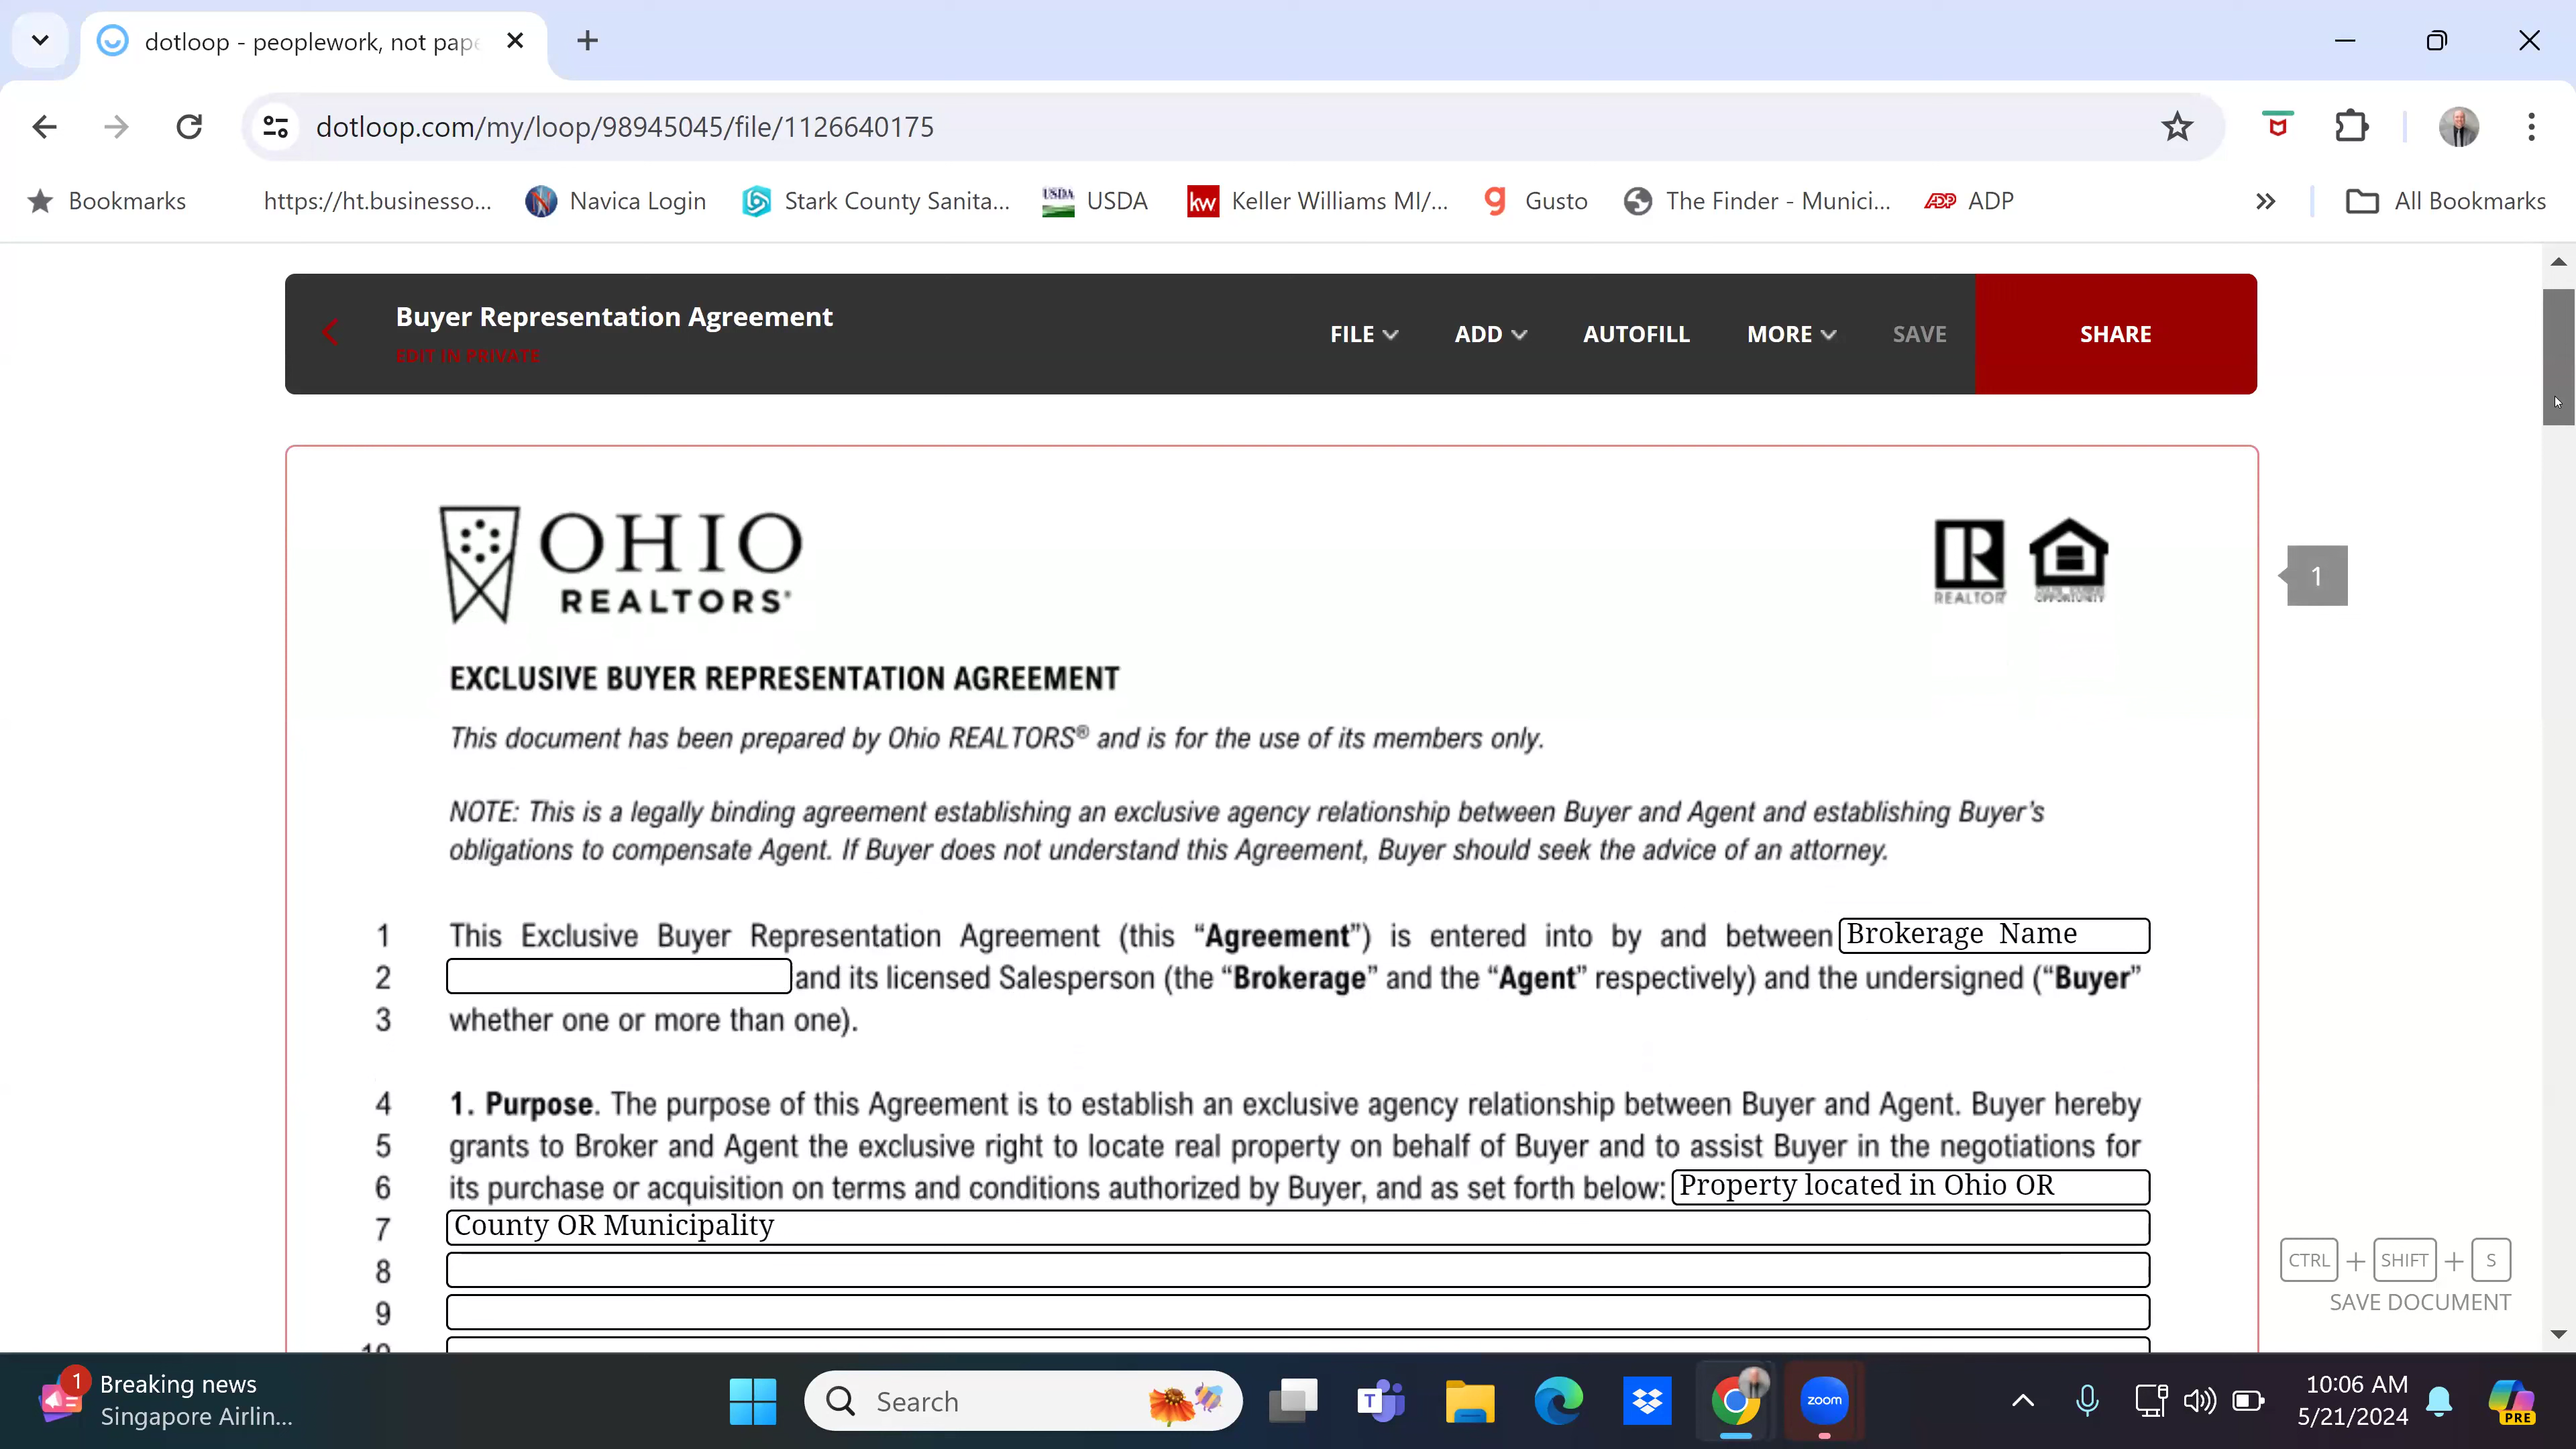 dotloop - peoplework, not pape
dotloop.com/my/loop/98945045/file/1126640175
Bookmarks https://ht.businesso... Navica Login Stark County Sanita... USDA USDA kw Keller Williams MI/... g Gusto The Finder - Munici... ADP ADP » All Bookmarks
Buyer Representation Agreement
EDIT IN PRIVATE
FILE ADD AUTOFILL MORE SAVE SHARE
OHIO
REALTORS®
R
REALTOR®
OPPORTUNITY
1
EXCLUSIVE BUYER REPRESENTATION AGREEMENT
This document has been prepared by Ohio REALTORS® and is for the use of its members only.
NOTE: This is a legally binding agreement establishing an exclusive agency relationship between Buyer and Agent and establishing Buyer's
obligations to compensate Agent. If Buyer does not understand this Agreement, Buyer should seek the advice of an attorney.
1 This Exclusive Buyer Representation Agreement (this “Agreement”) is entered into by and between Brokerage Name
2 and its licensed Salesperson (the “Brokerage” and the “Agent” respectively) and the undersigned (“Buyer”
3 whether one or more than one).
4 1. Purpose. The purpose of this Agreement is to establish an exclusive agency relationship between Buyer and Agent. Buyer hereby
5 grants to Broker and Agent the exclusive right to locate real property on behalf of Buyer and to assist Buyer in the negotiations for
6 its purchase or acquisition on terms and conditions authorized by Buyer, and as set forth below: Property located in Ohio OR
7 County OR Municipality
8
9
10
CTRL + SHIFT + S
SAVE DOCUMENT
1 Breaking news
Singapore Airlin...
Search
T
zoom
10:06 AM
5/21/2024
PRE